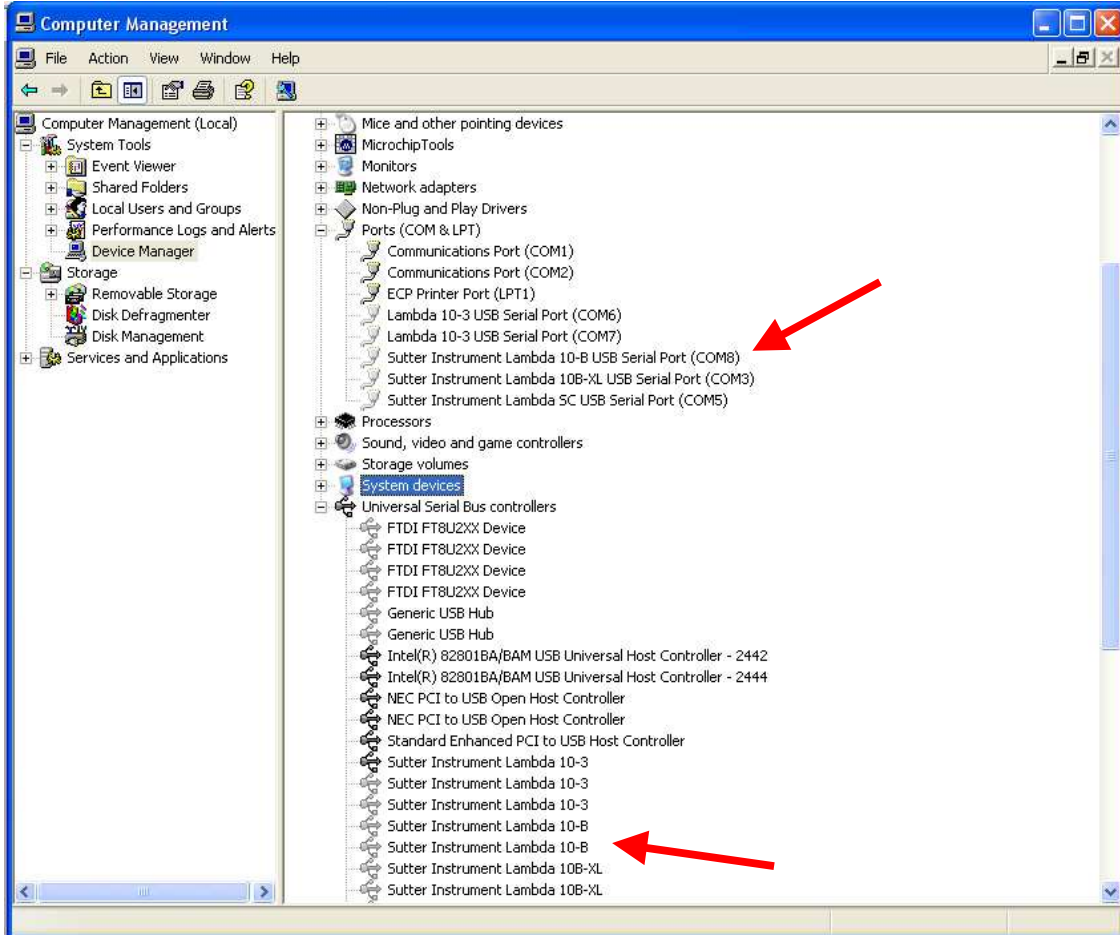 Computer Management
File Action View Window Help
Computer Management (Local)
System Tools
Event Viewer
Shared Folders
Local Users and Groups
Performance Logs and Alerts
Device Manager
Storage
Removable Storage
Disk Defragmenter
Disk Management
Services and Applications
Mice and other pointing devices
MicrochipTools
Monitors
Network adapters
Non-Plug and Play Drivers
Ports (COM & LPT)
Communications Port (COM1)
Communications Port (COM2)
ECP Printer Port (LPT1)
Lambda 10-3 USB Serial Port (COM6)
Lambda 10-3 USB Serial Port (COM7)
Sutter Instrument Lambda 10-B USB Serial Port (COM8)
Sutter Instrument Lambda 10B-XL USB Serial Port (COM3)
Sutter Instrument Lambda SC USB Serial Port (COM5)
Processors
Sound, video and game controllers
Storage volumes
System devices
Universal Serial Bus controllers
FTDI FT8U2XX Device
FTDI FT8U2XX Device
FTDI FT8U2XX Device
FTDI FT8U2XX Device
Generic USB Hub
Generic USB Hub
Intel(R) 82801BA/BAM USB Universal Host Controller - 2442
Intel(R) 82801BA/BAM USB Universal Host Controller - 2444
NEC PCI to USB Open Host Controller
NEC PCI to USB Open Host Controller
Standard Enhanced PCI to USB Host Controller
Sutter Instrument Lambda 10-3
Sutter Instrument Lambda 10-3
Sutter Instrument Lambda 10-3
Sutter Instrument Lambda 10-B
Sutter Instrument Lambda 10-B
Sutter Instrument Lambda 10B-XL
Sutter Instrument Lambda 10B-XL